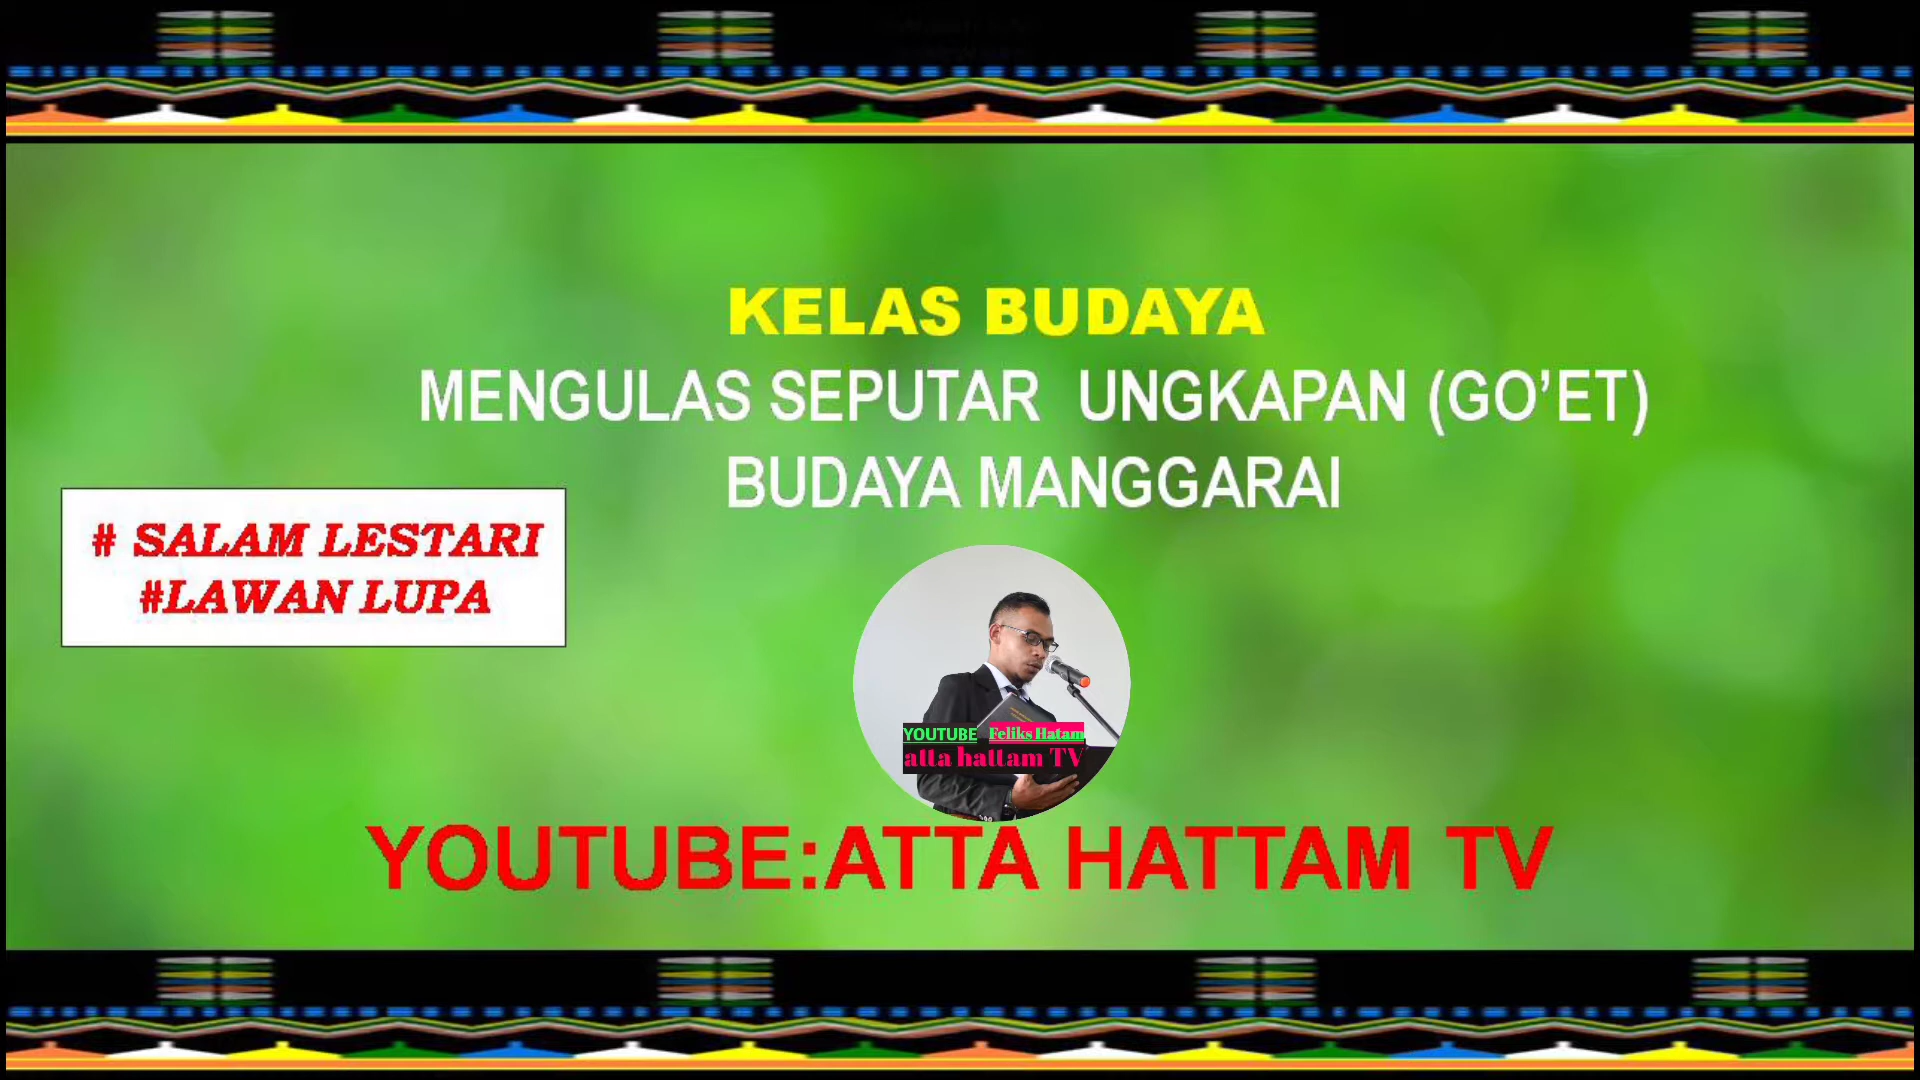 KELAS BUDAYA
MENGULAS SEPUTAR UNGKAPAN (GO'ET)
BUDAYA MANGGARAI
# SALAM LESTARI
#LAWAN LUPA
YOUTUBE Feliks Hatam
atta hattam TV
YOUTUBE:ATTA HATTAM TV